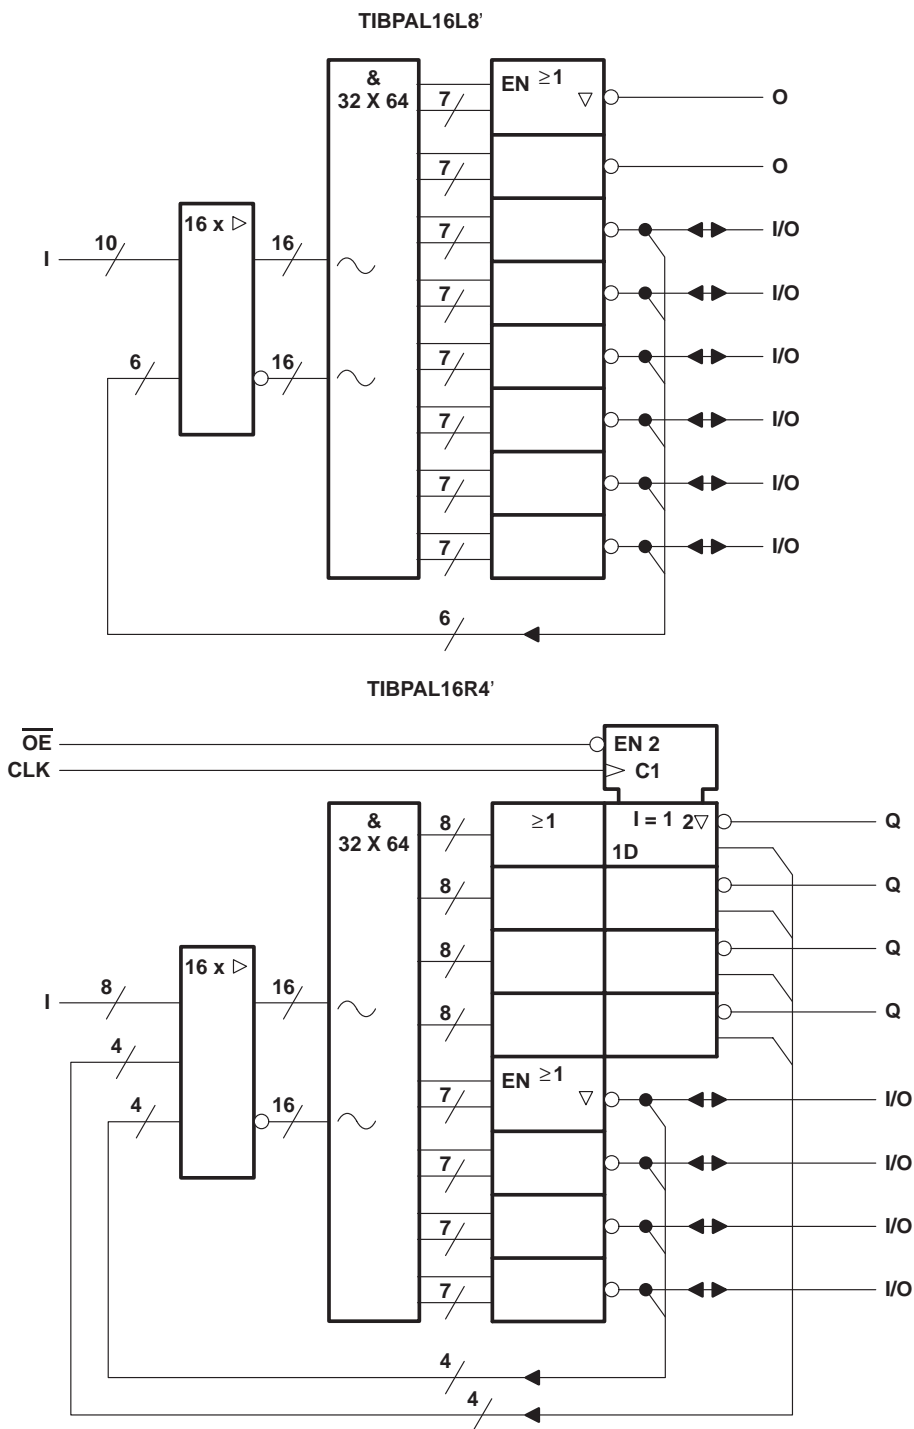 TIBPAL16L8’
&
32 X 64
EN ≥1
7
O
7
O
16 x
7
I/O
I
10
16
7
I/O
6
16
7
I/O
7
I/O
7
I/O
7
I/O
6
TIBPAL16R4’
OE
EN 2
CLK
C1
&
32 X 64
8
≥1
I = 1 2
1D
Q
8
Q
8
Q
16 x
I
8
16
8
Q
4
4
16
EN ≥1
7
I/O
7
I/O
7
I/O
7
I/O
4
4